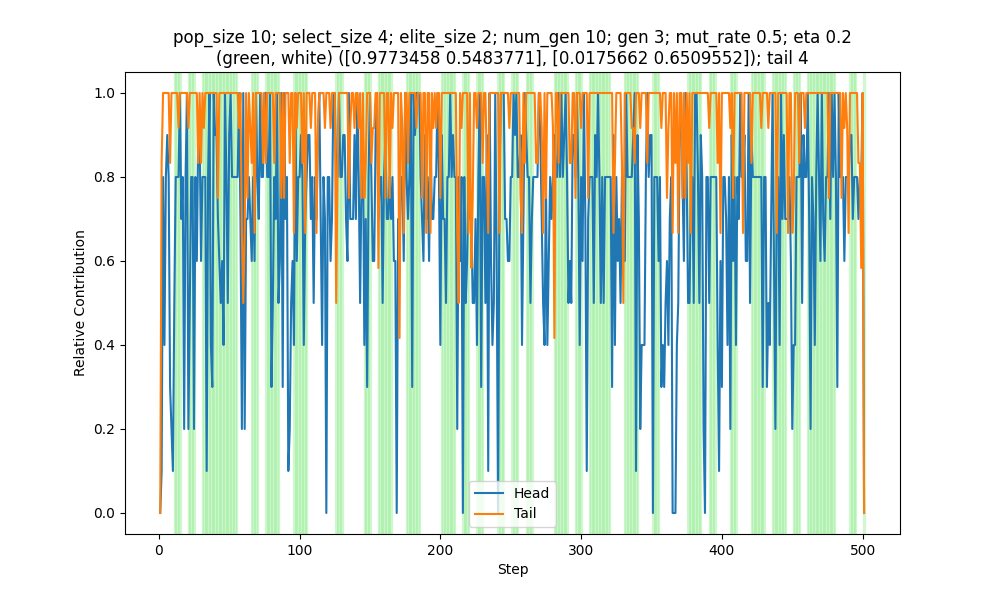 pop_size 10; select_size 4; elite_size 2; num_gen 10; gen 3; mut_rate 0.5; eta 0.2
(green, white) ([0.9773458 0.5483771], [0.0175662 0.6509552]); tail 4
1.0
0.8
0.6
0.4
0.2
0.0
Relative Contribution
Head
Tail
0
100
200
300
400
500
Step